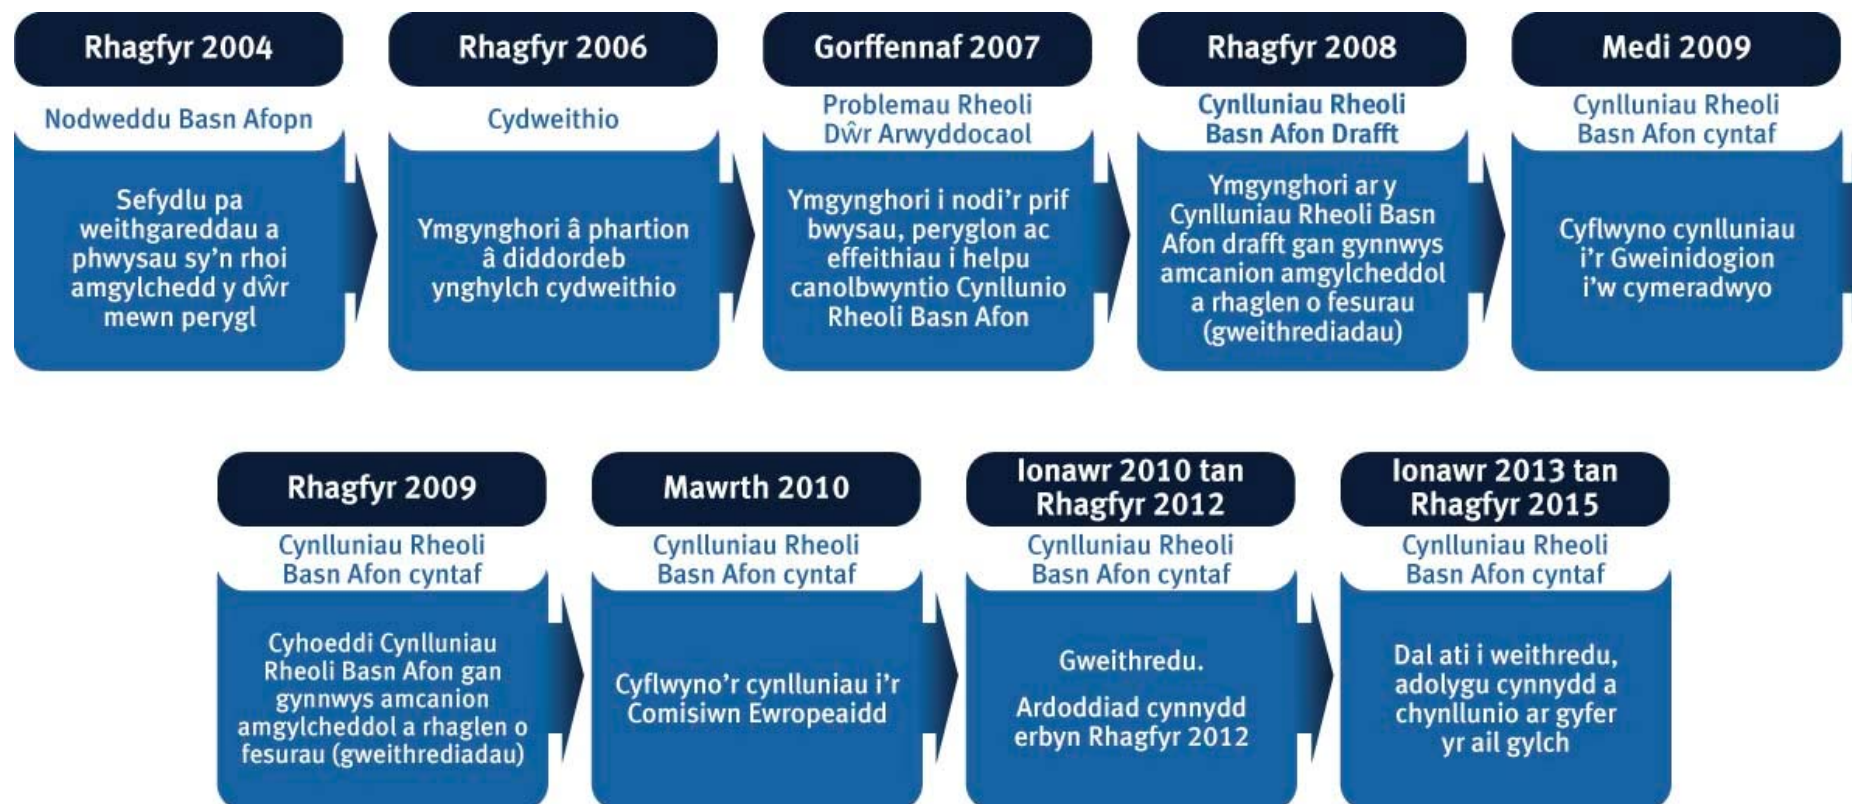 Rhagfyr 2004
Nodweddu Basn Afopn
Sefydlu pa
weithgareddau a
phwysau sy'n rhoi
amgylchedd y dŵr
mewn perygl
Rhagfyr 2006
Cydweithio
Ymgynghori â phartion
â diddordeb
ynghylch cydweithio
Gorffennaf 2007
Problemau Rheoli
Dŵr Arwyddocaol
Ymgynghori i nodi'r prif
bwysau, peryglon ac
effeithiau i helpu
canolbwyntio Cynllunio
Rheoli Basn Afon
Rhagfyr 2008
Cynlluniau Rheoli
Basn Afon Drafft
Ymgynghori ar y
Cynlluniau Rheoli Basn
Afon drafft gan gynnwys
amcanion amgylcheddol
a rhaglen o fesurau
(gweithrediadau)
Medi 2009
Cynlluniau Rheoli
Basn Afon cyntaf
Cyflwyno cynlluniau
i'r Gweinidogion
i'w cymeradwyo
Rhagfyr 2009
Cynlluniau Rheoli
Basn Afon cyntaf
Cyhoeddi Cynlluniau
Rheoli Basn Afon gan
gynnwys amcanion
amgylcheddol a rhaglen o
fesurau (gweithrediadau)
Mawrth 2010
Cynlluniau Rheoli
Basn Afon cyntaf
Cyflwyno'r cynlluniau i'r
Comisiwn Ewropeaidd
Ionawr 2010 tan
Rhagfyr 2012
Cynlluniau Rheoli
Basn Afon cyntaf
Gweithredu.
Ardoddiad cynnydd
erbyn Rhagfyr 2012
Ionawr 2013 tan
Rhagfyr 2015
Cynlluniau Rheoli
Basn Afon cyntaf
Dal ati i weithredu,
adolygu cynnydd a
chynllunio ar gyfer
yr ail gylch